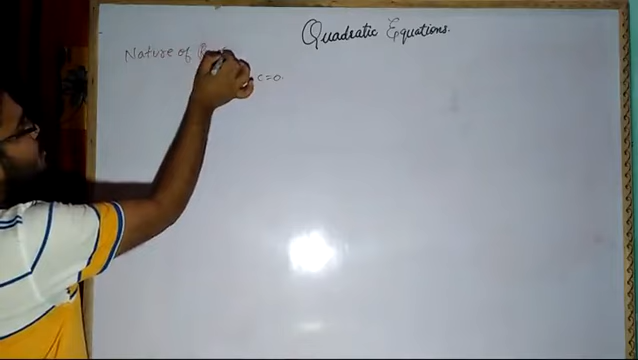 Quadratic Equations.
Nature of
c=0.